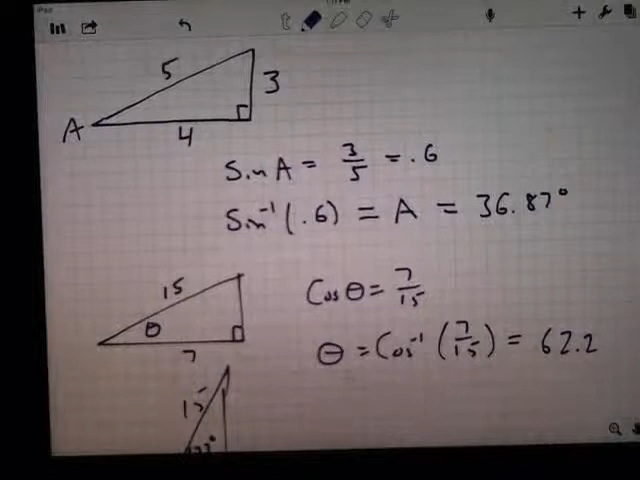 5
3
A
4
Sin A = 3/5 = .6
Sin⁻¹(.6) = A = 36.87°
15
Cos θ = 7/15
θ
7
θ = Cos⁻¹(7/15) = 62.2
15